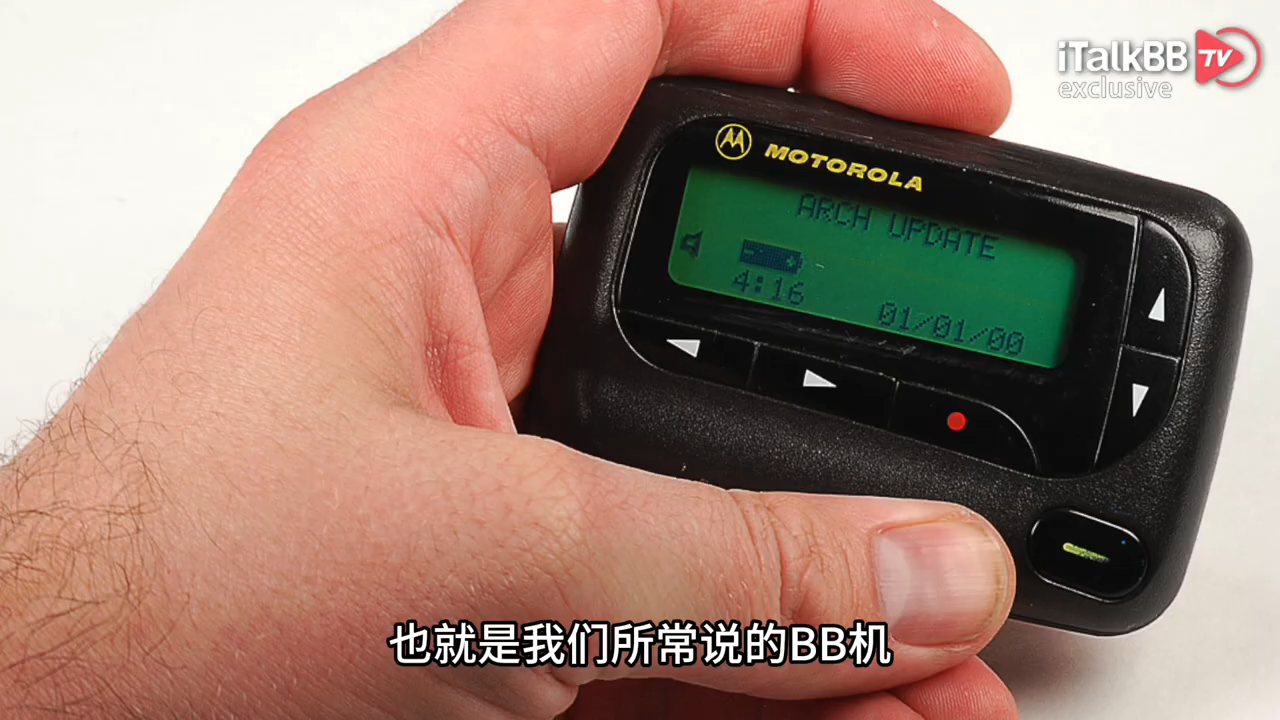 iTalkBB TV
exclusive
MOTOROLA
ARCH UPDATE
4:16
01/01/00
也就是我们所常说的BB机